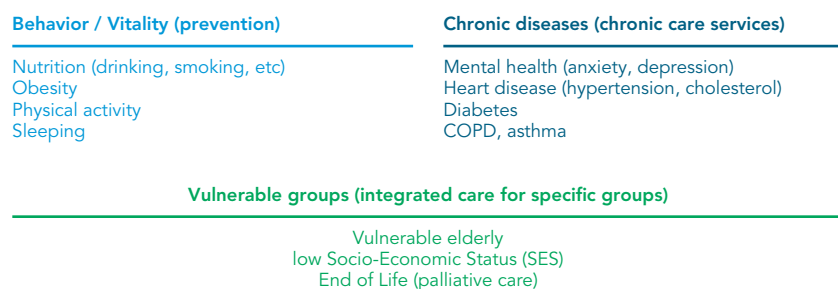 Behavior / Vitality (prevention)
Nutrition (drinking, smoking, etc)
Obesity
Physical activity
Sleeping
Chronic diseases (chronic care services)
Mental health (anxiety, depression)
Heart disease (hypertension, cholesterol)
Diabetes
COPD, asthma
Vulnerable groups (integrated care for specific groups)
Vulnerable elderly
low Socio-Economic Status (SES)
End of Life (palliative care)